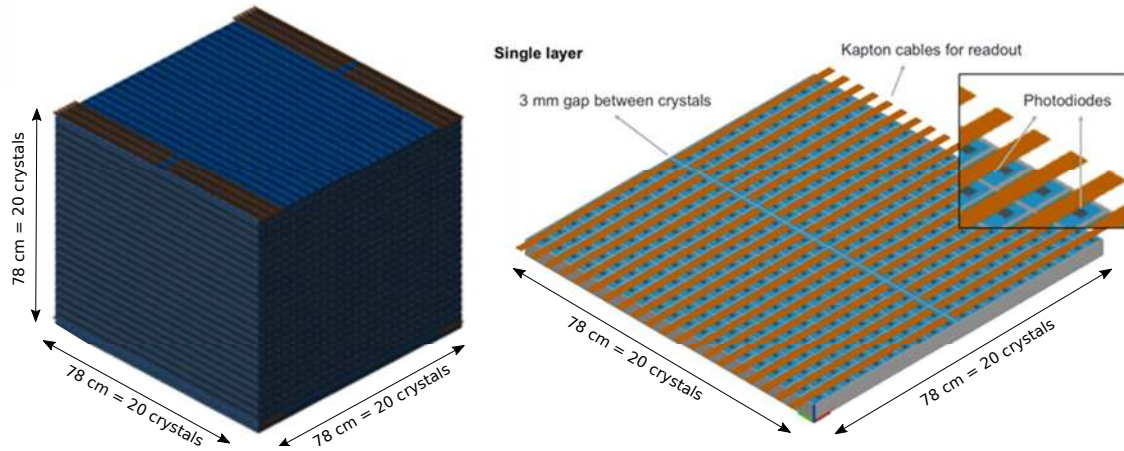 78 cm = 20 crystals
78 cm = 20 crystals
78 cm = 20 crystals
Single layer
Kapton cables for readout
3 mm gap between crystals
Photodiodes
78 cm = 20 crystals
78 cm = 20 crystals